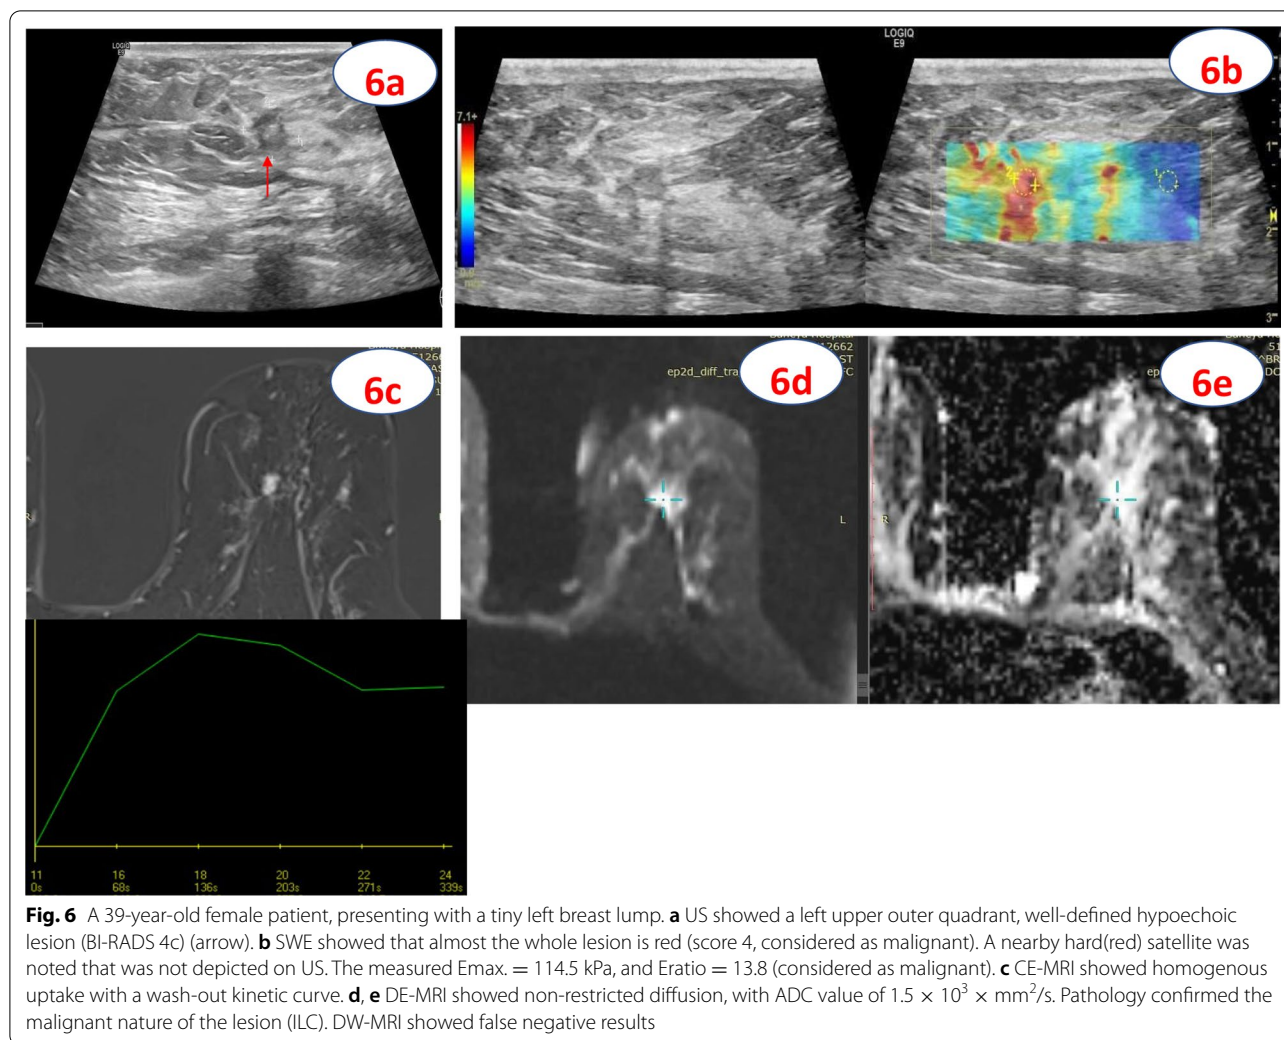 LOGIQ
E9
6a
LOGIQ
E9
6b
7.1+
m/s
1
2
1
2
3
6c
R
6d
12662
ep2d_diff_tra
L
6e
51
R
11 16 18 20 22 24
0s 68s 136s 203s 271s 339s
Fig. 6 A 39-year-old female patient, presenting with a tiny left breast lump. a US showed a left upper outer quadrant, well-defined hypoechoic
lesion (BI-RADS 4c) (arrow). b SWE showed that almost the whole lesion is red (score 4, considered as malignant). A nearby hard(red) satellite was
noted that was not depicted on US. The measured Emax. = 114.5 kPa, and Eratio = 13.8 (considered as malignant). c CE-MRI showed homogenous
uptake with a wash-out kinetic curve. d, e DE-MRI showed non-restricted diffusion, with ADC value of 1.5 × 10³ × mm²/s. Pathology confirmed the
malignant nature of the lesion (ILC). DW-MRI showed false negative results